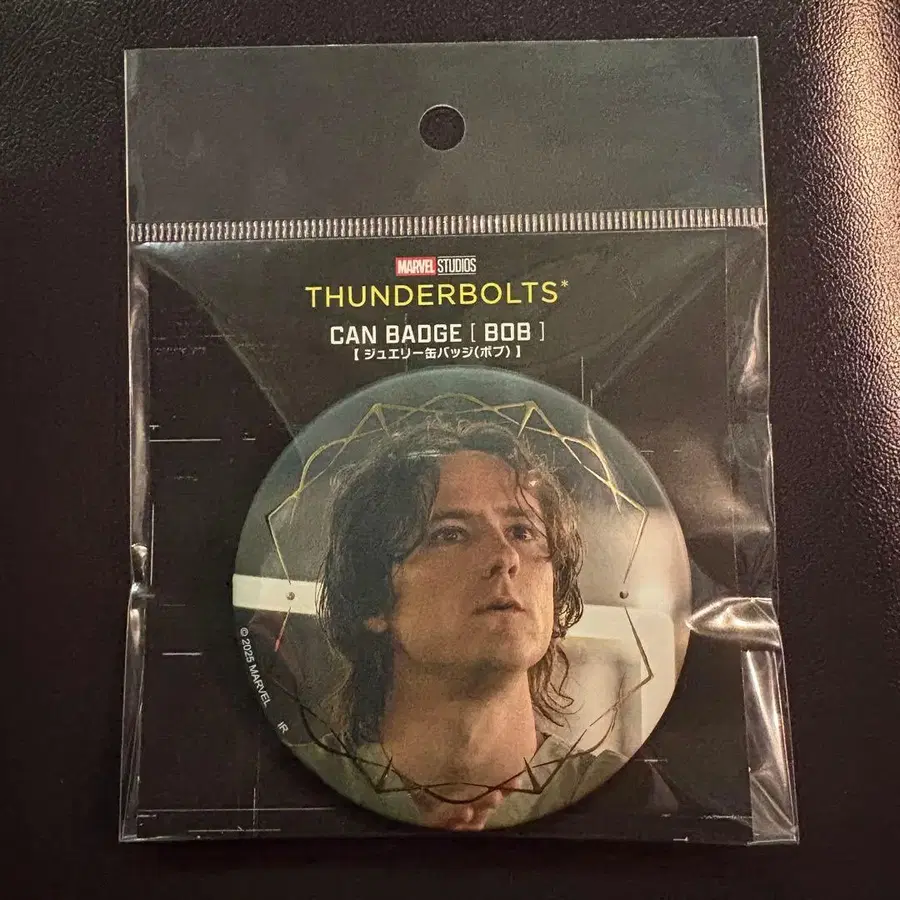 MARVEL STUDIOS
THUNDERBOLTS*
CAN BADGE [ BOB ]
【 ジュエリー缶バッジ(ボブ) 】
© 2025 MARVEL IR